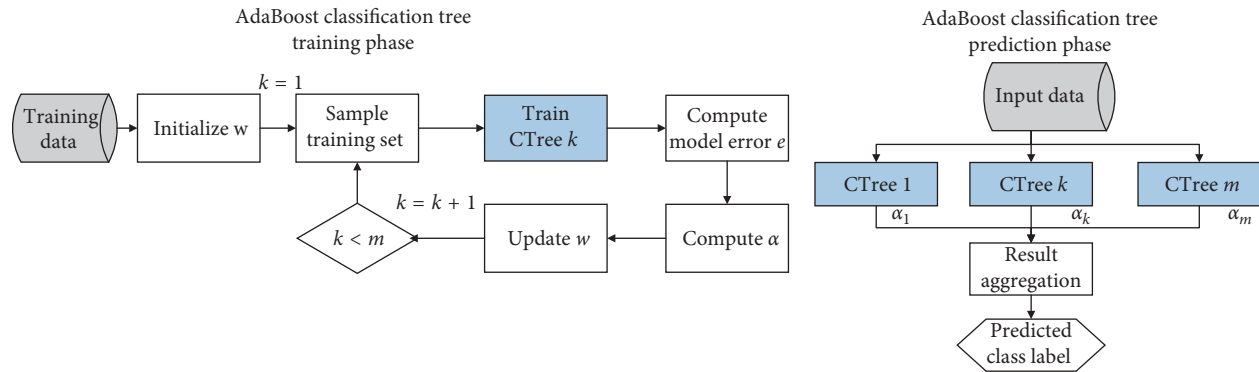 AdaBoost classification tree
training phase
k = 1
Training
data
Initialize w
Sample
training set
Train
CTree k
Compute
model error e
k = k + 1
k < m
Update w
Compute α
AdaBoost classification tree
prediction phase
Input data
CTree 1
CTree k
CTree m
α₁
αₖ
αₘ
Result
aggregation
Predicted
class label